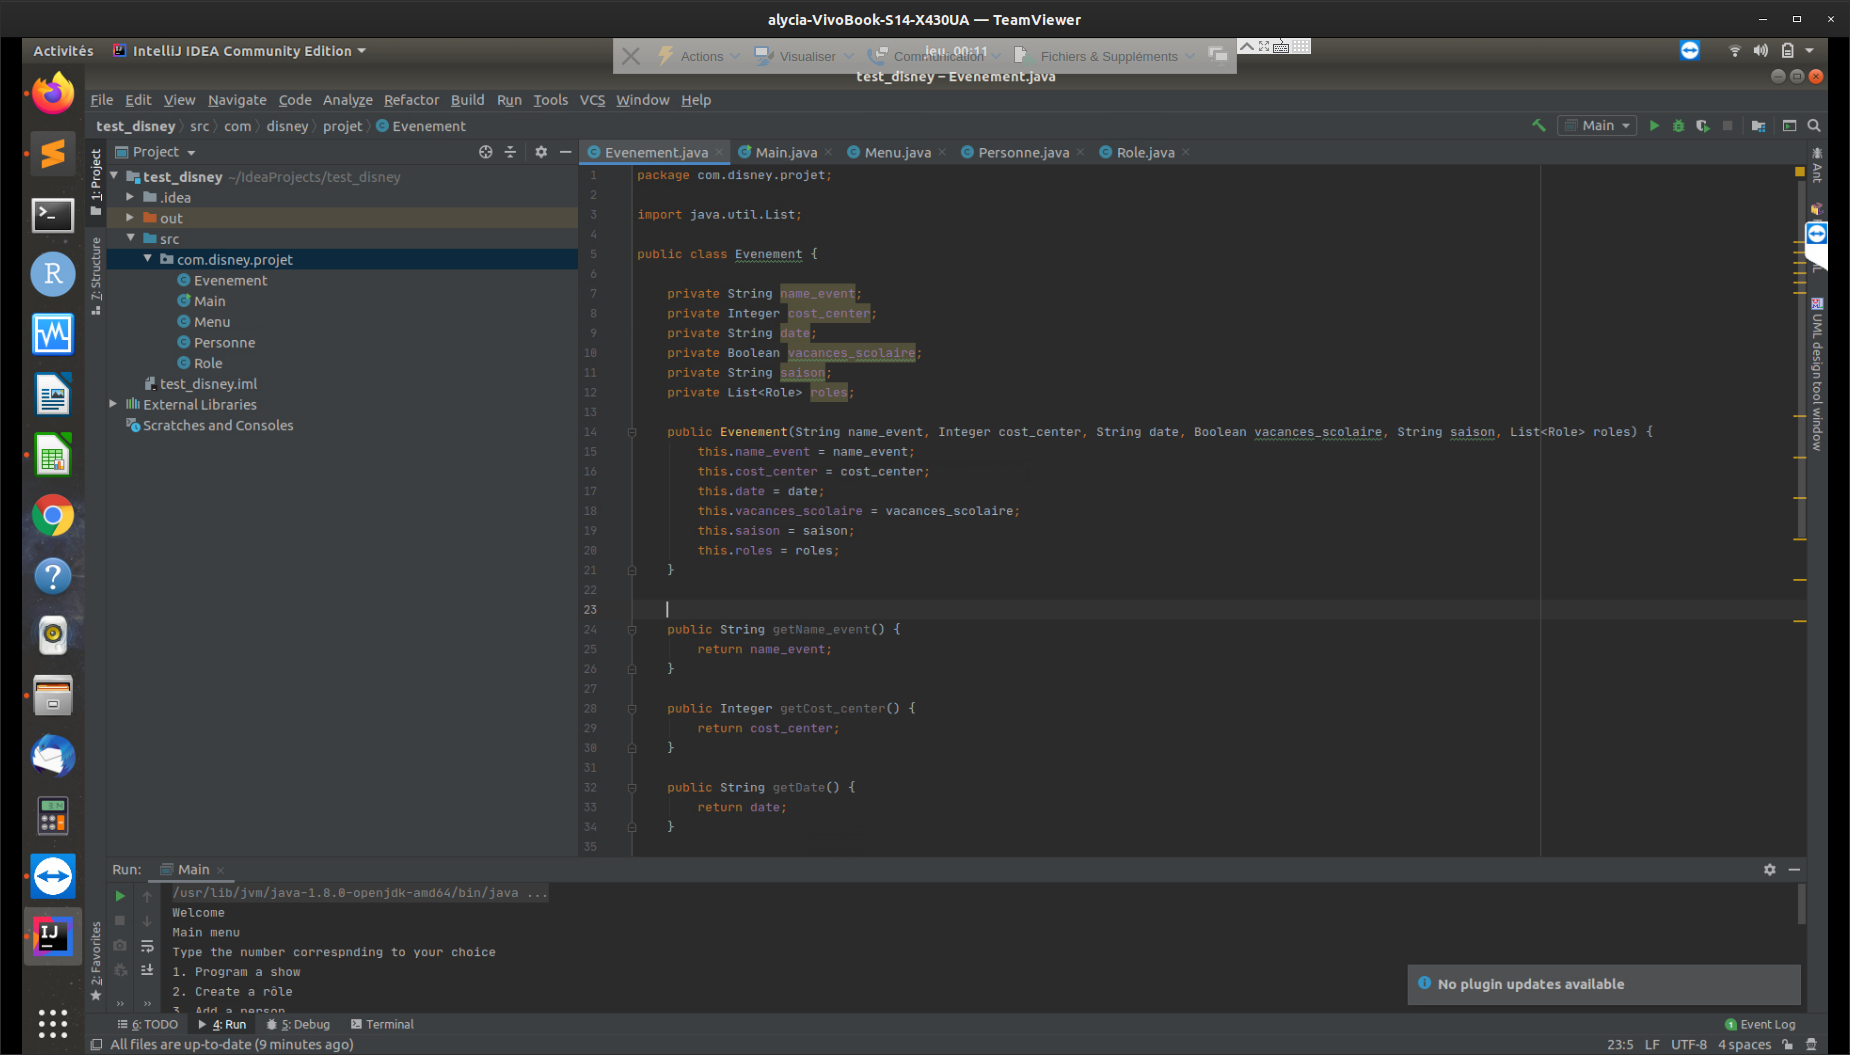 alycia-VivoBook-S14-X430UA — TeamViewer
Activités
IntelliJ IDEA Community Edition
jeu. 00:11
Actions
Visualiser
Communication
Fichiers & Suppléments
test_disney – Evenement.java
File Edit View Navigate Code Analyze Refactor Build Run Tools VCS Window Help
test_disney src com disney projet Evenement
Main
Project
Evenement.java Main.java Menu.java Personne.java Role.java
1: Project
7: Structure
2: Favorites
test_disney ~/IdeaProjects/test_disney
.idea
out
src
com.disney.projet
Evenement
Main
Menu
Personne
Role
test_disney.iml
External Libraries
Scratches and Consoles
1 package com.disney.projet;
2
3 import java.util.List;
4
5 public class Evenement {
6
7 private String name_event;
8 private Integer cost_center;
9 private String date;
10 private Boolean vacances_scolaire;
11 private String saison;
12 private List<Role> roles;
13
14 public Evenement(String name_event, Integer cost_center, String date, Boolean vacances_scolaire, String saison, List<Role> roles) {
15 this.name_event = name_event;
16 this.cost_center = cost_center;
17 this.date = date;
18 this.vacances_scolaire = vacances_scolaire;
19 this.saison = saison;
20 this.roles = roles;
21 }
22
23
24 public String getName_event() {
25 return name_event;
26 }
27
28 public Integer getCost_center() {
29 return cost_center;
30 }
31
32 public String getDate() {
33 return date;
34 }
35
Ant
UML design tool window
Run: Main
/usr/lib/jvm/java-1.8.0-openjdk-amd64/bin/java ...
Welcome
Main menu
Type the number correspnding to your choice
1. Program a show
2. Create a rôle
3. Add a person
No plugin updates available
6: TODO 4: Run 5: Debug Terminal
1 Event Log
All files are up-to-date (9 minutes ago)
23:5 LF UTF-8 4 spaces
R
IJ